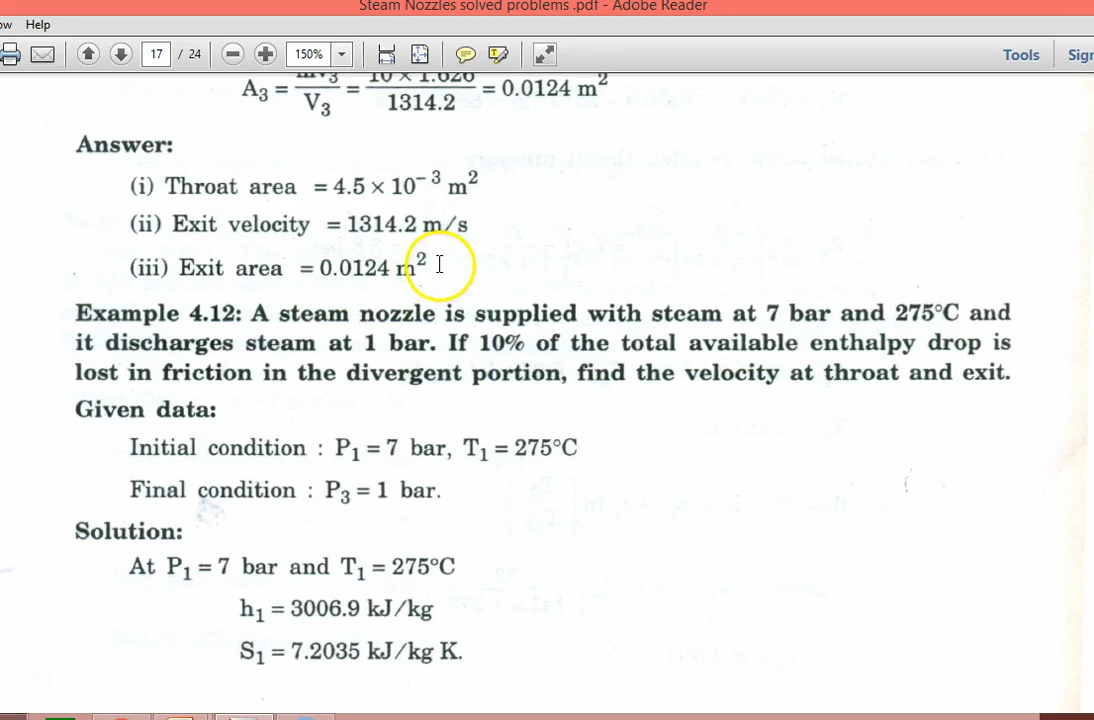 Steam Nozzles solved problems .pdf - Adobe Reader
ow Help
17 / 24 150% Tools Sig
A3 = ṁv3 / V3 = 10 × 1.626 / 1314.2 = 0.0124 m²
Answer:
(i) Throat area = 4.5 × 10⁻³ m²
(ii) Exit velocity = 1314.2 m/s
(iii) Exit area = 0.0124 m²
Example 4.12: A steam nozzle is supplied with steam at 7 bar and 275°C and
it discharges steam at 1 bar. If 10% of the total available enthalpy drop is
lost in friction in the divergent portion, find the velocity at throat and exit.
Given data:
Initial condition : P1 = 7 bar, T1 = 275°C
Final condition : P3 = 1 bar.
Solution:
At P1 = 7 bar and T1 = 275°C
h1 = 3006.9 kJ/kg
S1 = 7.2035 kJ/kg K.